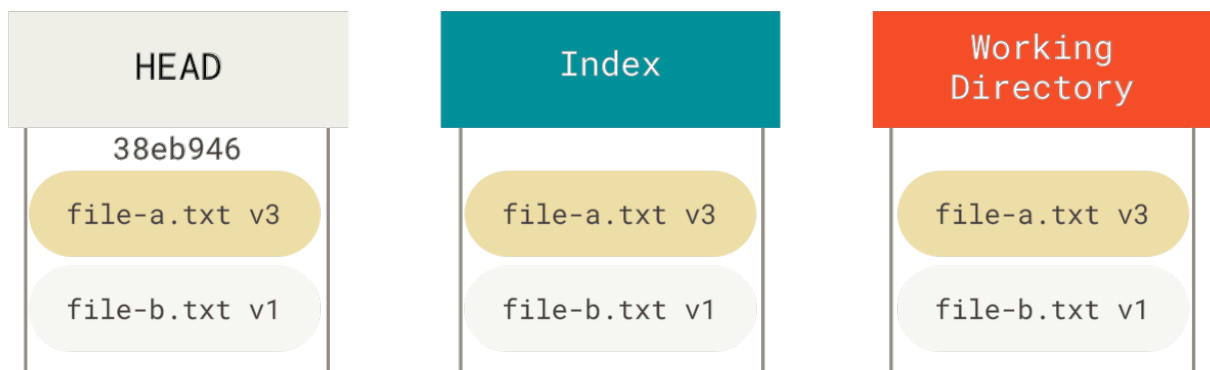 HEAD
Index
Working
Directory
38eb946
file-a.txt v3
file-a.txt v3
file-a.txt v3
file-b.txt v1
file-b.txt v1
file-b.txt v1